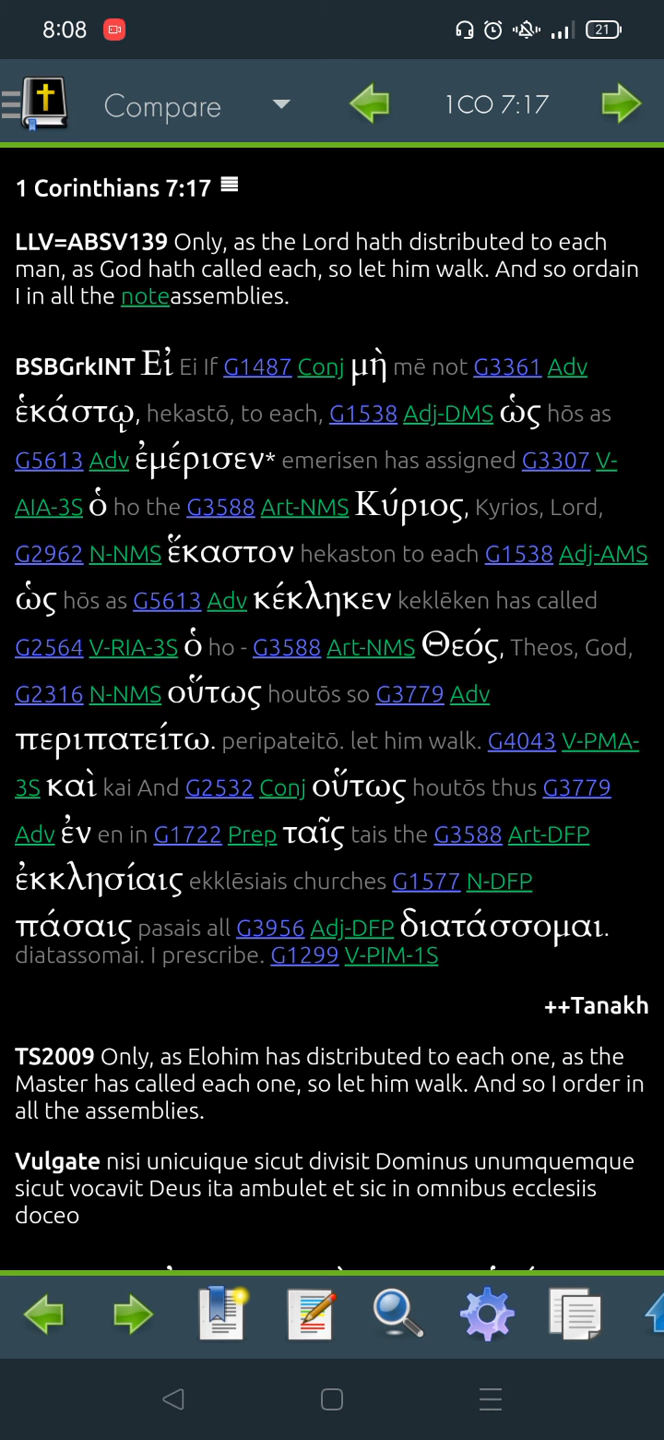 8:08
21
Compare
1CO 7:17
1 Corinthians 7:17
LLV=ABSV139 Only, as the Lord hath distributed to each
man, as God hath called each, so let him walk. And so ordain
I in all the noteassemblies.
BSBGrkINT Εἰ Ei If G1487 Conj μὴ mē not G3361 Adv
ἑκάστῳ, hekastō, to each, G1538 Adj-DMS ὡς hōs as
G5613 Adv ἐμέρισεν* emerisen has assigned G3307 V-
AIA-3S ὁ ho the G3588 Art-NMS Κύριος, Kyrios, Lord,
G2962 N-NMS ἕκαστον hekaston to each G1538 Adj-AMS
ὡς hōs as G5613 Adv κέκληκεν keklēken has called
G2564 V-RIA-3S ὁ ho - G3588 Art-NMS Θεός, Theos, God,
G2316 N-NMS οὕτως houtōs so G3779 Adv
περιπατείτω. peripateitō. let him walk. G4043 V-PMA-
3S καὶ kai And G2532 Conj οὕτως houtōs thus G3779
Adv ἐν en in G1722 Prep ταῖς tais the G3588 Art-DFP
ἐκκλησίαις ekklēsiais churches G1577 N-DFP
πάσαις pasais all G3956 Adj-DFP διατάσσομαι.
diatassomai. I prescribe. G1299 V-PIM-1S
++Tanakh
TS2009 Only, as Elohim has distributed to each one, as the
Master has called each one, so let him walk. And so I order in
all the assemblies.
Vulgate nisi unicuique sicut divisit Dominus unumquemque
sicut vocavit Deus ita ambulet et sic in omnibus ecclesiis
doceo